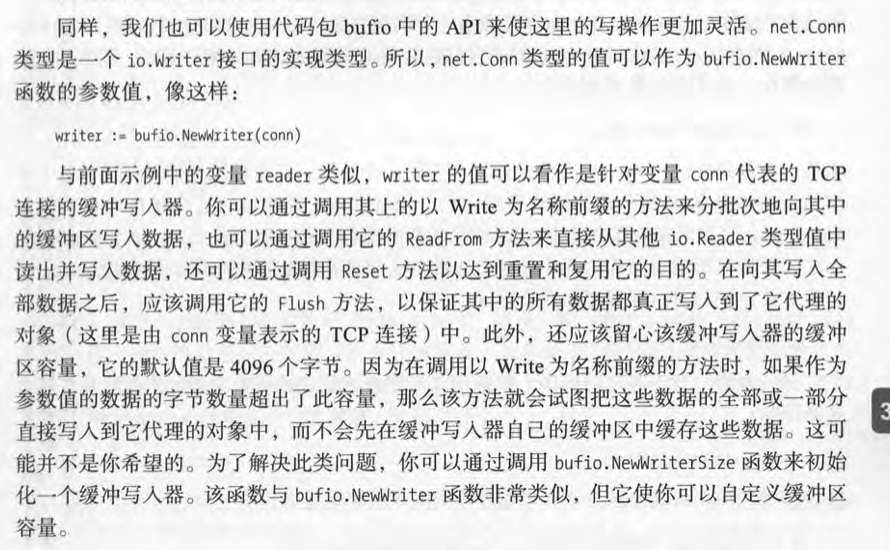 同样，我们也可以使用代码包 bufio 中的 API 来使这里的写操作更加灵活。net.Conn
类型是一个 io.Writer 接口的实现类型。所以，net.Conn 类型的值可以作为 bufio.NewWriter
函数的参数值，像这样：
writer := bufio.NewWriter(conn)
与前面示例中的变量 reader 类似，writer 的值可以看作是针对变量 conn 代表的 TCP
连接的缓冲写入器。你可以通过调用其上的以 Write 为名称前缀的方法来分批次地向其中
的缓冲区写入数据，也可以通过调用它的 ReadFrom 方法来直接从其他 io.Reader 类型值中
读出并写入数据，还可以通过调用 Reset 方法以达到重置和复用它的目的。在向其写入全
部数据之后，应该调用它的 Flush 方法，以保证其中的所有数据都真正写入到了它代理的
对象（这里是由 conn 变量表示的 TCP 连接）中。此外，还应该留心该缓冲写入器的缓冲
区容量，它的默认值是 4096 个字节。因为在调用以 Write 为名称前缀的方法时，如果作为
参数值的数据的字节数量超出了此容量，那么该方法就会试图把这些数据的全部或一部分
直接写入到它代理的对象中，而不会先在缓冲写入器自己的缓冲区中缓存这些数据。这可
能并不是你希望的。为了解决此类问题，你可以通过调用 bufio.NewWriterSize 函数来初始
化一个缓冲写入器。该函数与 bufio.NewWriter 函数非常类似，但它使你可以自定义缓冲区
容量。
3